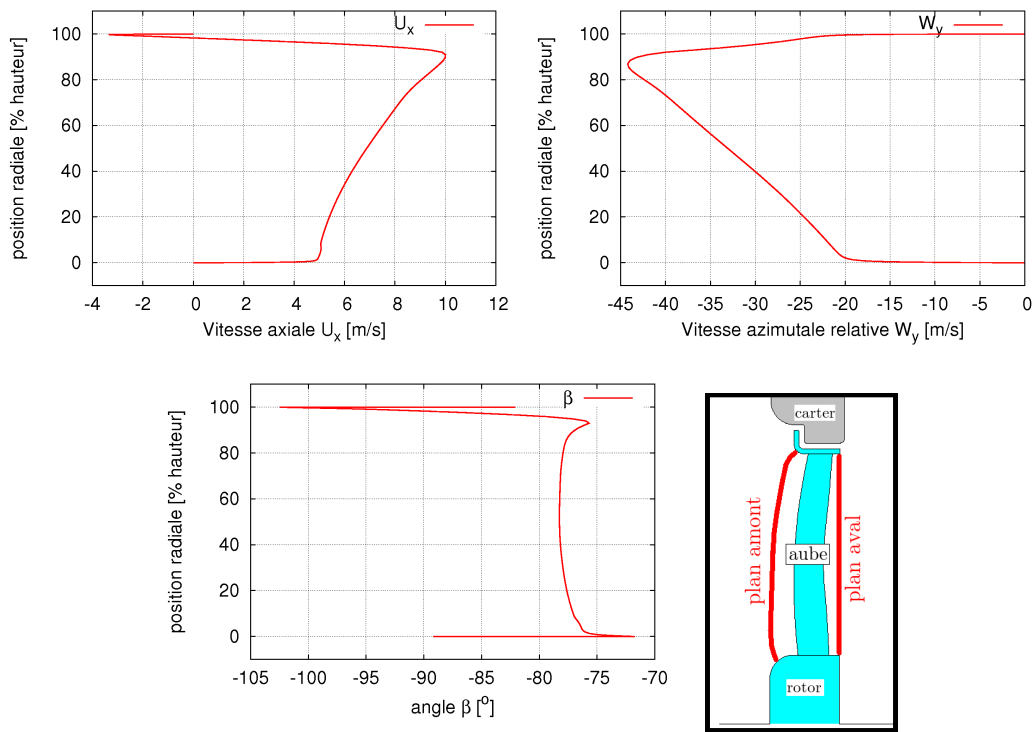 U_x
position radiale [% hauteur]
100
80
60
40
20
0
-4 -2 0 2 4 6 8 10 12
Vitesse axiale U_x [m/s]
W_y
position radiale [% hauteur]
100
80
60
40
20
0
-45 -40 -35 -30 -25 -20 -15 -10 -5 0
Vitesse azimutale relative W_y [m/s]
β
position radiale [% hauteur]
100
80
60
40
20
0
-105 -100 -95 -90 -85 -80 -75 -70
angle β [°]
carter
plan amont
aube
plan aval
rotor